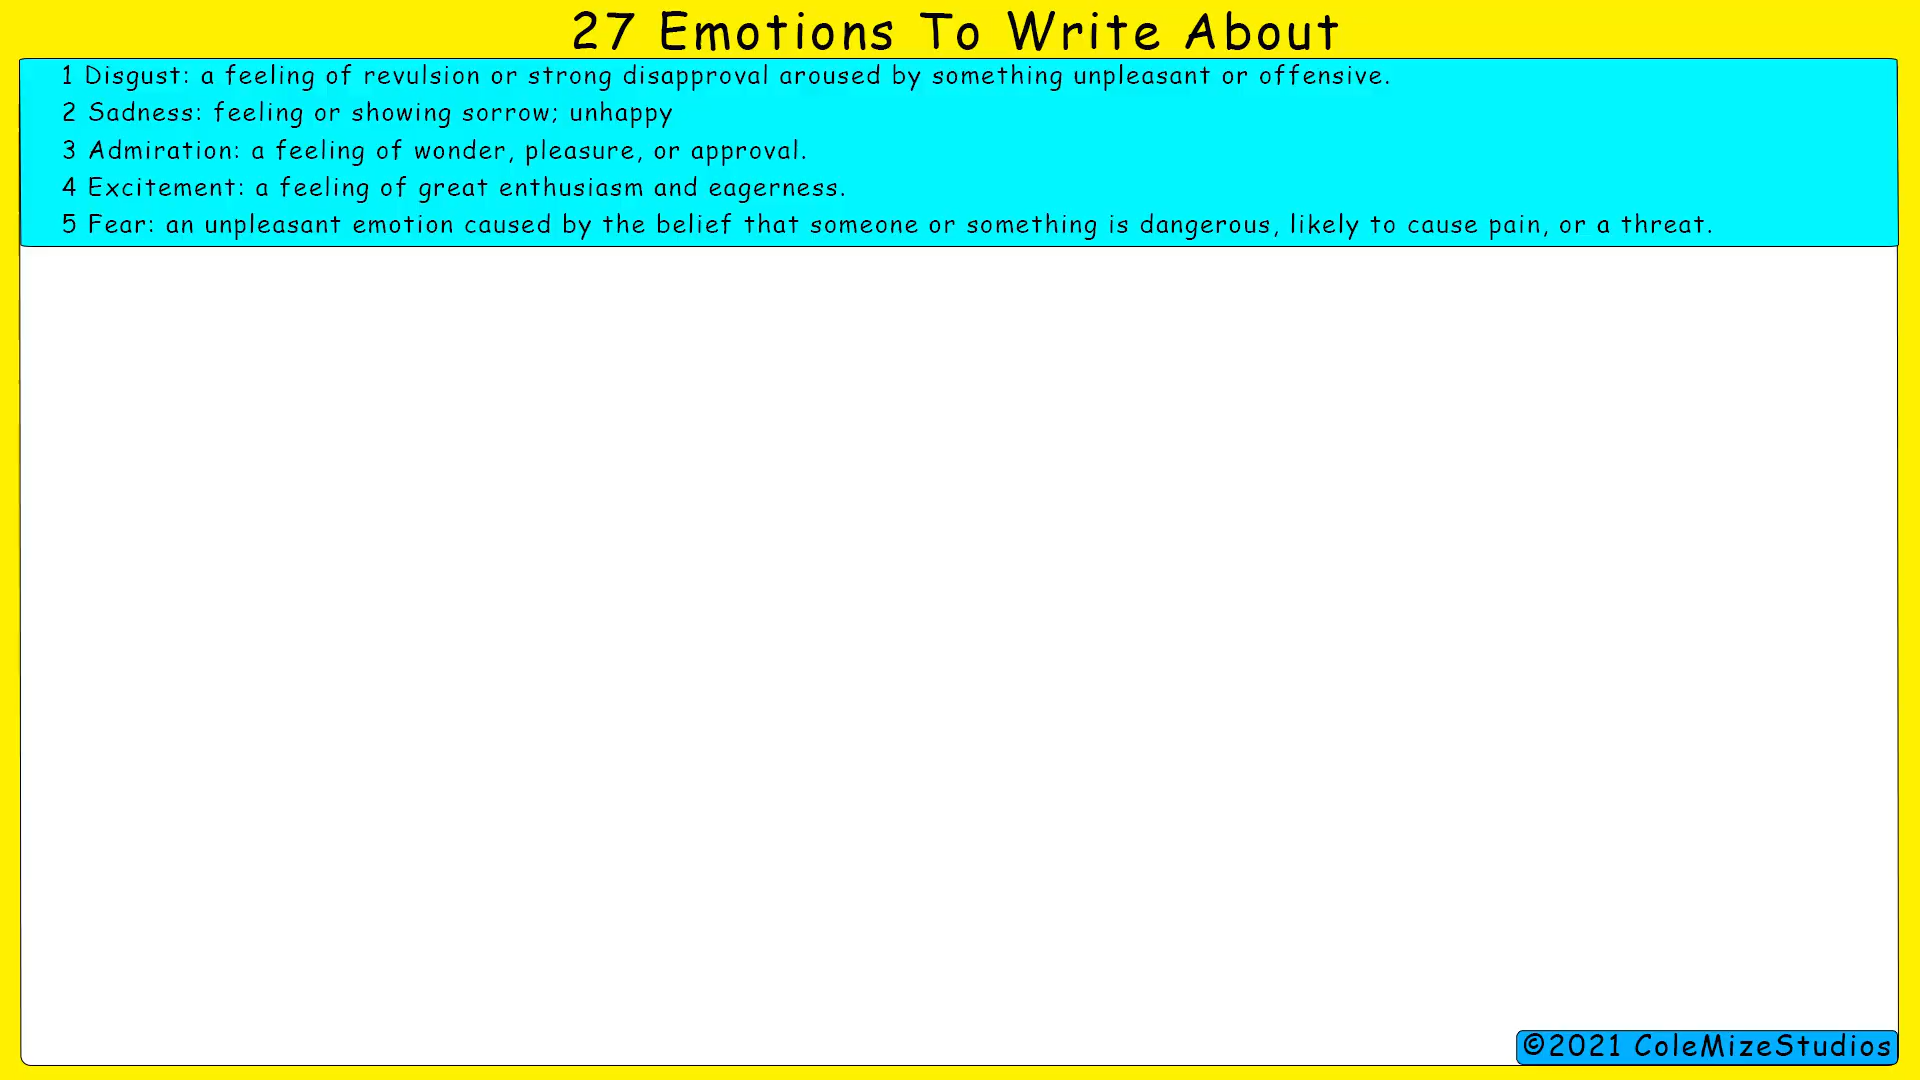 27 Emotions To Write About
1 Disgust: a feeling of revulsion or strong disapproval aroused by something unpleasant or offensive.
2 Sadness: feeling or showing sorrow; unhappy
3 Admiration: a feeling of wonder, pleasure, or approval.
4 Excitement: a feeling of great enthusiasm and eagerness.
5 Fear: an unpleasant emotion caused by the belief that someone or something is dangerous, likely to cause pain, or a threat.
©2021 ColeMizeStudios